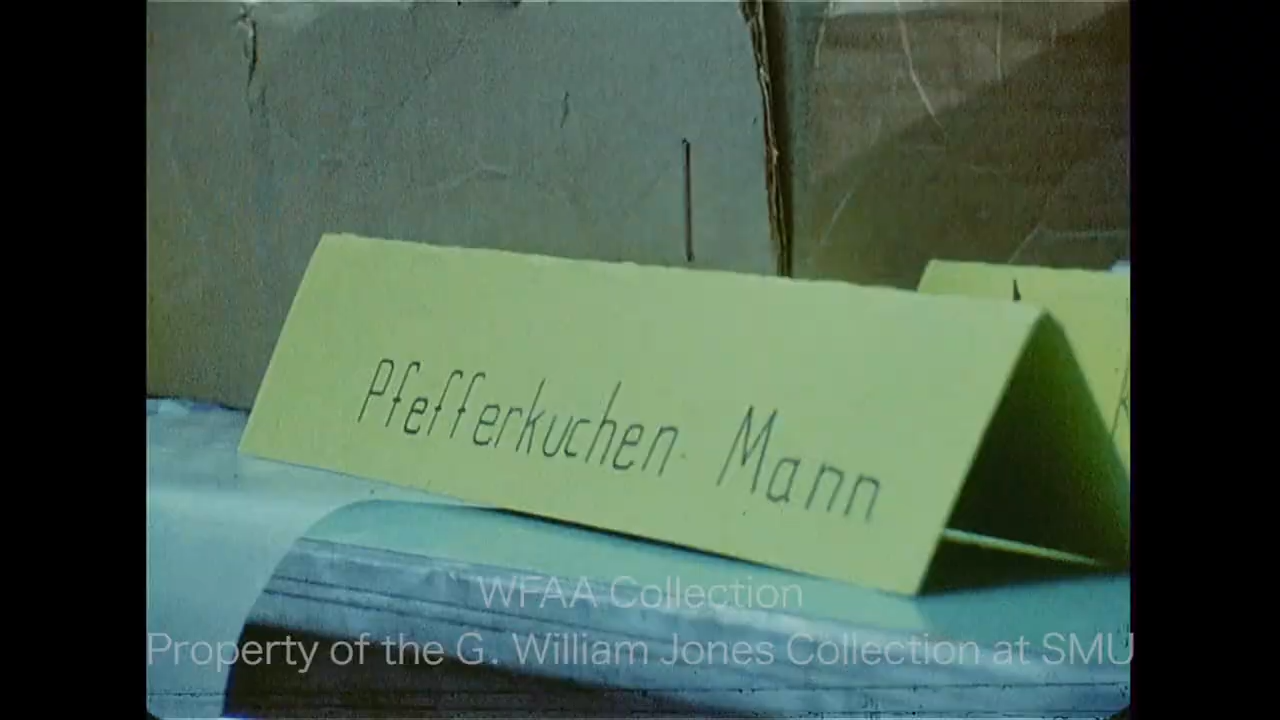 Pfefferkuchen-Mann
WFAA Collection
Property of the G. William Jones Collection at SMU